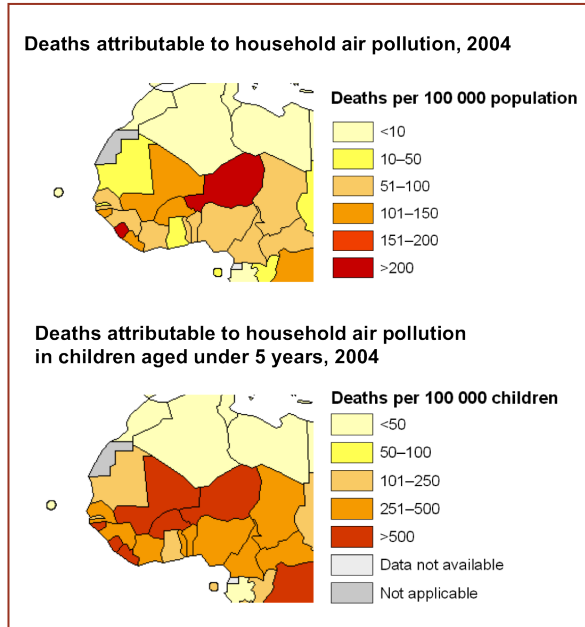 Deaths attributable to household air pollution, 2004
Deaths per 100 000 population
<10
10–50
51–100
101–150
151–200
>200
Deaths attributable to household air pollution
in children aged under 5 years, 2004
Deaths per 100 000 children
<50
50–100
101–250
251–500
>500
Data not available
Not applicable